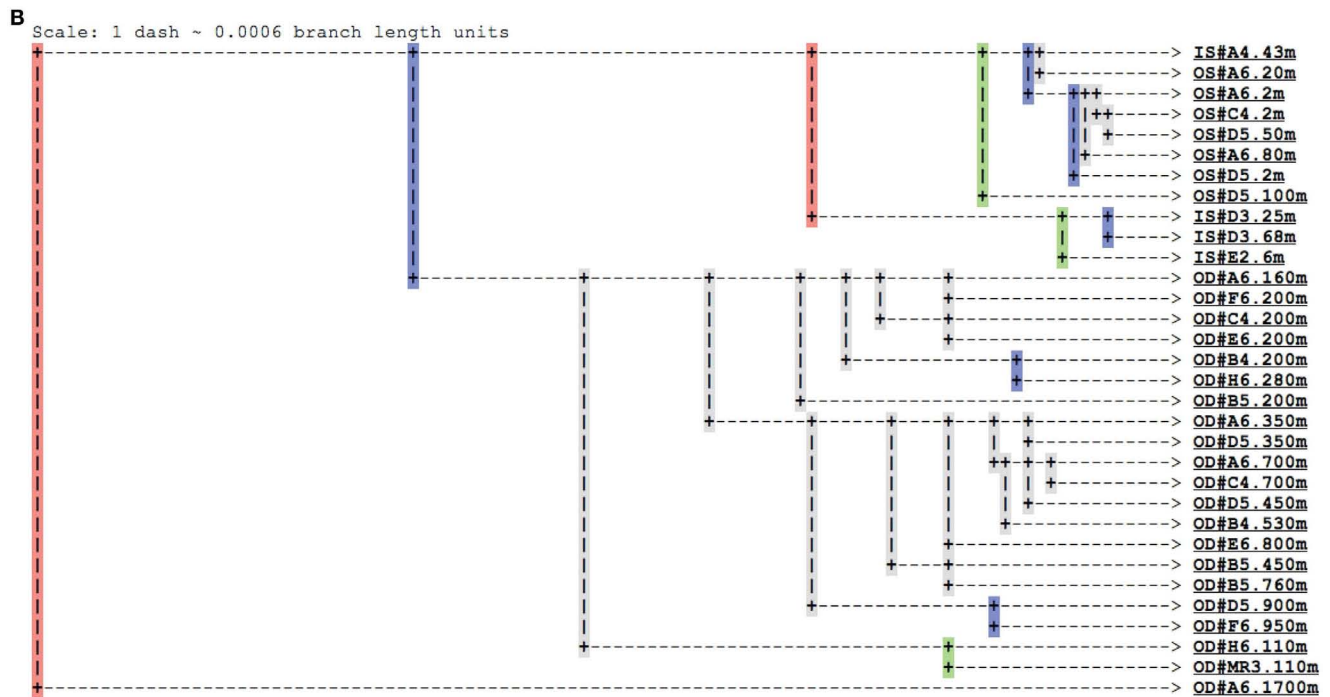 B
Scale: 1 dash ~ 0.0006 branch length units
IS#A4.43m
OS#A6.20m
OS#A6.2m
OS#C4.2m
OS#D5.50m
OS#A6.80m
OS#D5.2m
OS#D5.100m
IS#D3.25m
IS#D3.68m
IS#E2.6m
OD#A6.160m
OD#F6.200m
OD#C4.200m
OD#E6.200m
OD#B4.200m
OD#H6.280m
OD#B5.200m
OD#A6.350m
OD#D5.350m
OD#A6.700m
OD#C4.700m
OD#D5.450m
OD#B4.530m
OD#E6.800m
OD#B5.450m
OD#B5.760m
OD#D5.900m
OD#F6.950m
OD#H6.110m
OD#MR3.110m
OD#A6.1700m